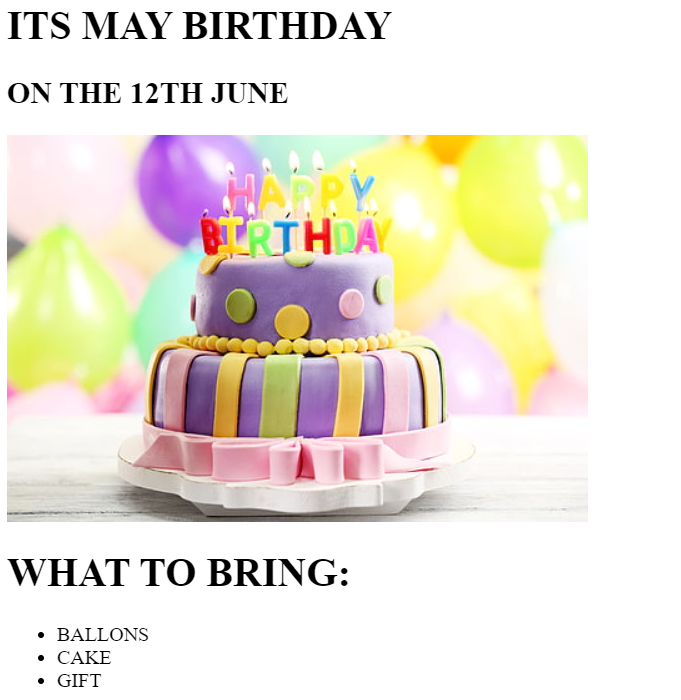 ITS MAY BIRTHDAY
ON THE 12TH JUNE
HAPPY
BIRTHDAY
WHAT TO BRING:
BALLONS
CAKE
GIFT